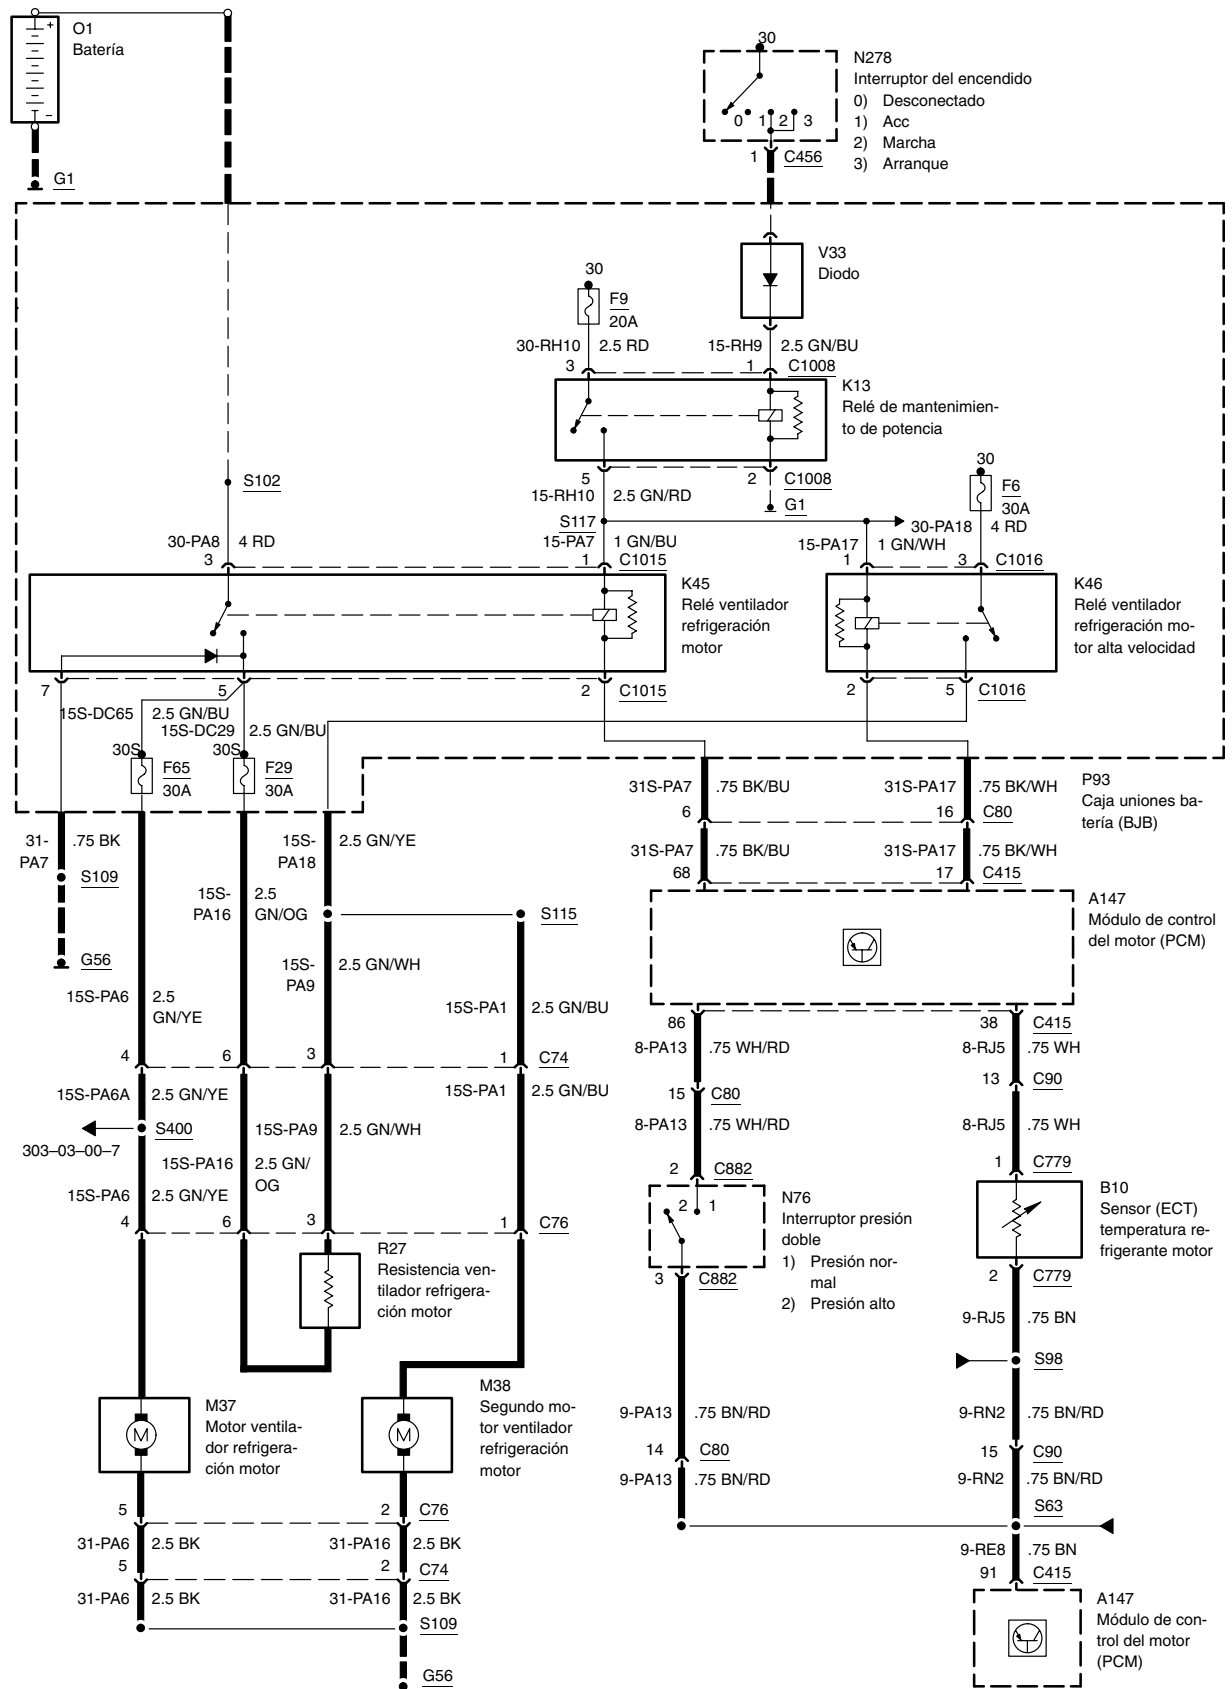 O1
Batería
+
–
G1
30
N278
Interruptor del encendido
0) Desconectado
1) Acc
2) Marcha
3) Arranque
0 1 2 3
1 C456
V33
Diodo
30
F9
20A
30-RH10 2.5 RD
15-RH9 2.5 GN/BU
3 1 C1008
K13
Relé de mantenimien-
to de potencia
S102
5 2 C1008
15-RH10 2.5 GN/RD
G1
30
F6
30A
S117
30-PA18 4 RD
30-PA8 4 RD
15-PA7 1 GN/BU
15-PA17 1 GN/WH
3 1 C1015
1 3 C1016
K45
Relé ventilador
refrigeración
motor
K46
Relé ventilador
refrigeración mo-
tor alta velocidad
7 5 2 C1015
2 5 C1016
15S-DC65 2.5 GN/BU
15S-DC29 2.5 GN/BU
30S
F65
30A
30S
F29
30A
31S-PA7 .75 BK/BU
31S-PA17 .75 BK/WH
P93
Caja uniones ba-
tería (BJB)
6 16 C80
31-
PA7
.75 BK
15S-
PA18
2.5 GN/YE
31S-PA7 .75 BK/BU
31S-PA17 .75 BK/WH
S109
68 17 C415
15S-
PA16
2.5
GN/OG
S115
A147
Módulo de control
del motor (PCM)
G56
15S-
PA9
2.5 GN/WH
15S-PA6 2.5
GN/YE
15S-PA1 2.5 GN/BU
86 38 C415
8-PA13 .75 WH/RD
8-RJ5 .75 WH
4 6 3 1 C74
13 C90
15S-PA6A 2.5 GN/YE
15S-PA1 2.5 GN/BU
15 C80
S400
303–03–00–7
15S-PA9 2.5 GN/WH
8-PA13 .75 WH/RD
8-RJ5 .75 WH
15S-PA16 2.5 GN/
OG
2 C882
1 C779
15S-PA6 2.5 GN/YE
4 6 3 1 C76
2 1
N76
Interruptor presión
doble
1) Presión nor-
mal
2) Presión alto
B10
Sensor (ECT)
temperatura re-
frigerante motor
R27
Resistencia ven-
tilador refrigera-
ción motor
3 C882
2 C779
9-RJ5 .75 BN
S98
M37
Motor ventila-
dor refrigera-
ción motor
M
M38
Segundo mo-
tor ventilador
refrigeración
motor
M
9-PA13 .75 BN/RD
9-RN2 .75 BN/RD
14 C80
15 C90
9-PA13 .75 BN/RD
9-RN2 .75 BN/RD
5 2 C76
S63
31-PA6 2.5 BK
31-PA16 2.5 BK
9-RE8 .75 BN
5 2 C74
91 C415
31-PA6 2.5 BK
31-PA16 2.5 BK
A147
Módulo de con-
trol del motor
(PCM)
S109
G56